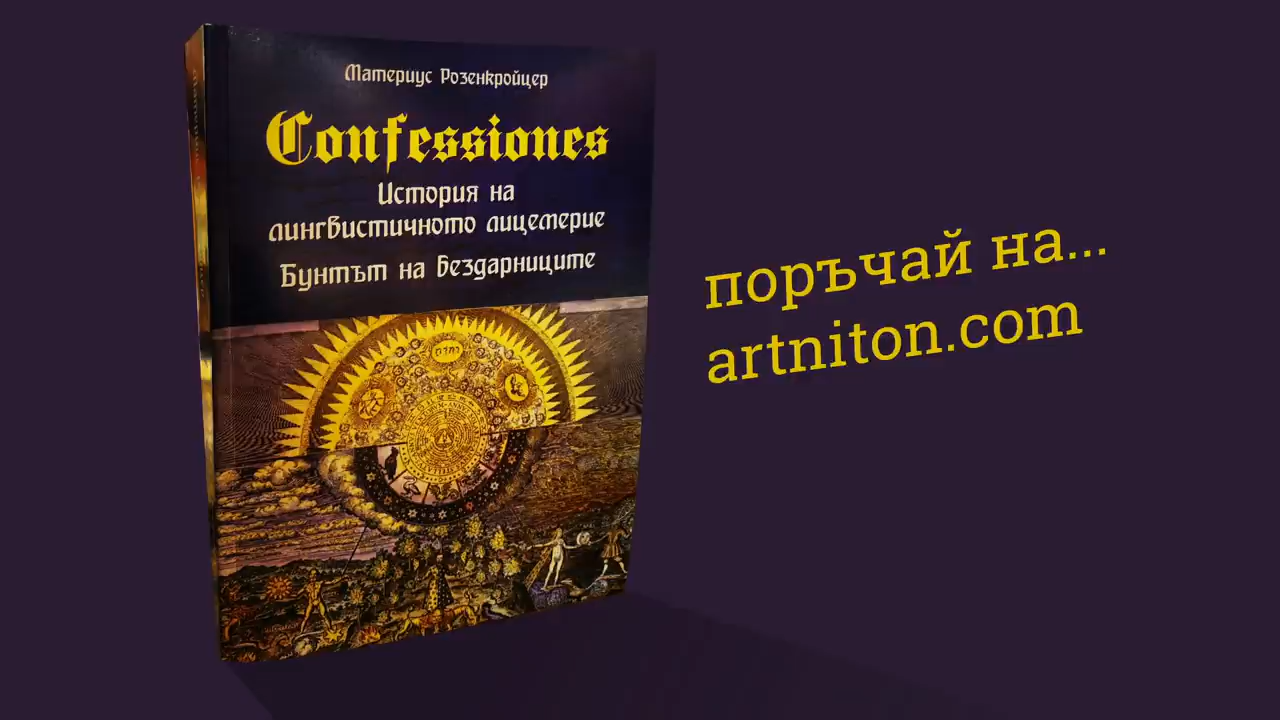 Материус Розенкройцер
Confessiones
История на
лингвистичното лицемерие
Бунтът на бездарниците
поръчай на...
artniton.com